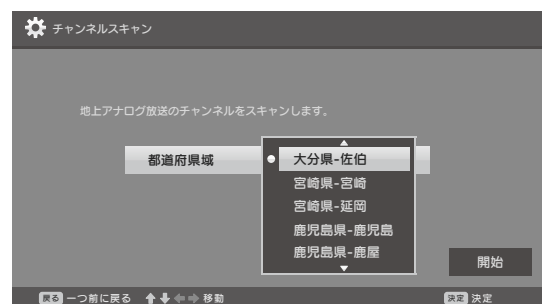 チャンネルスキャン
地上アナログ放送のチャンネルをスキャンします。
都道府県域
大分県-佐伯
宮崎県-宮崎
宮崎県-延岡
鹿児島県-鹿児島
鹿児島県-鹿屋
開始
戻る 一つ前に戻る 移動 決定 決定